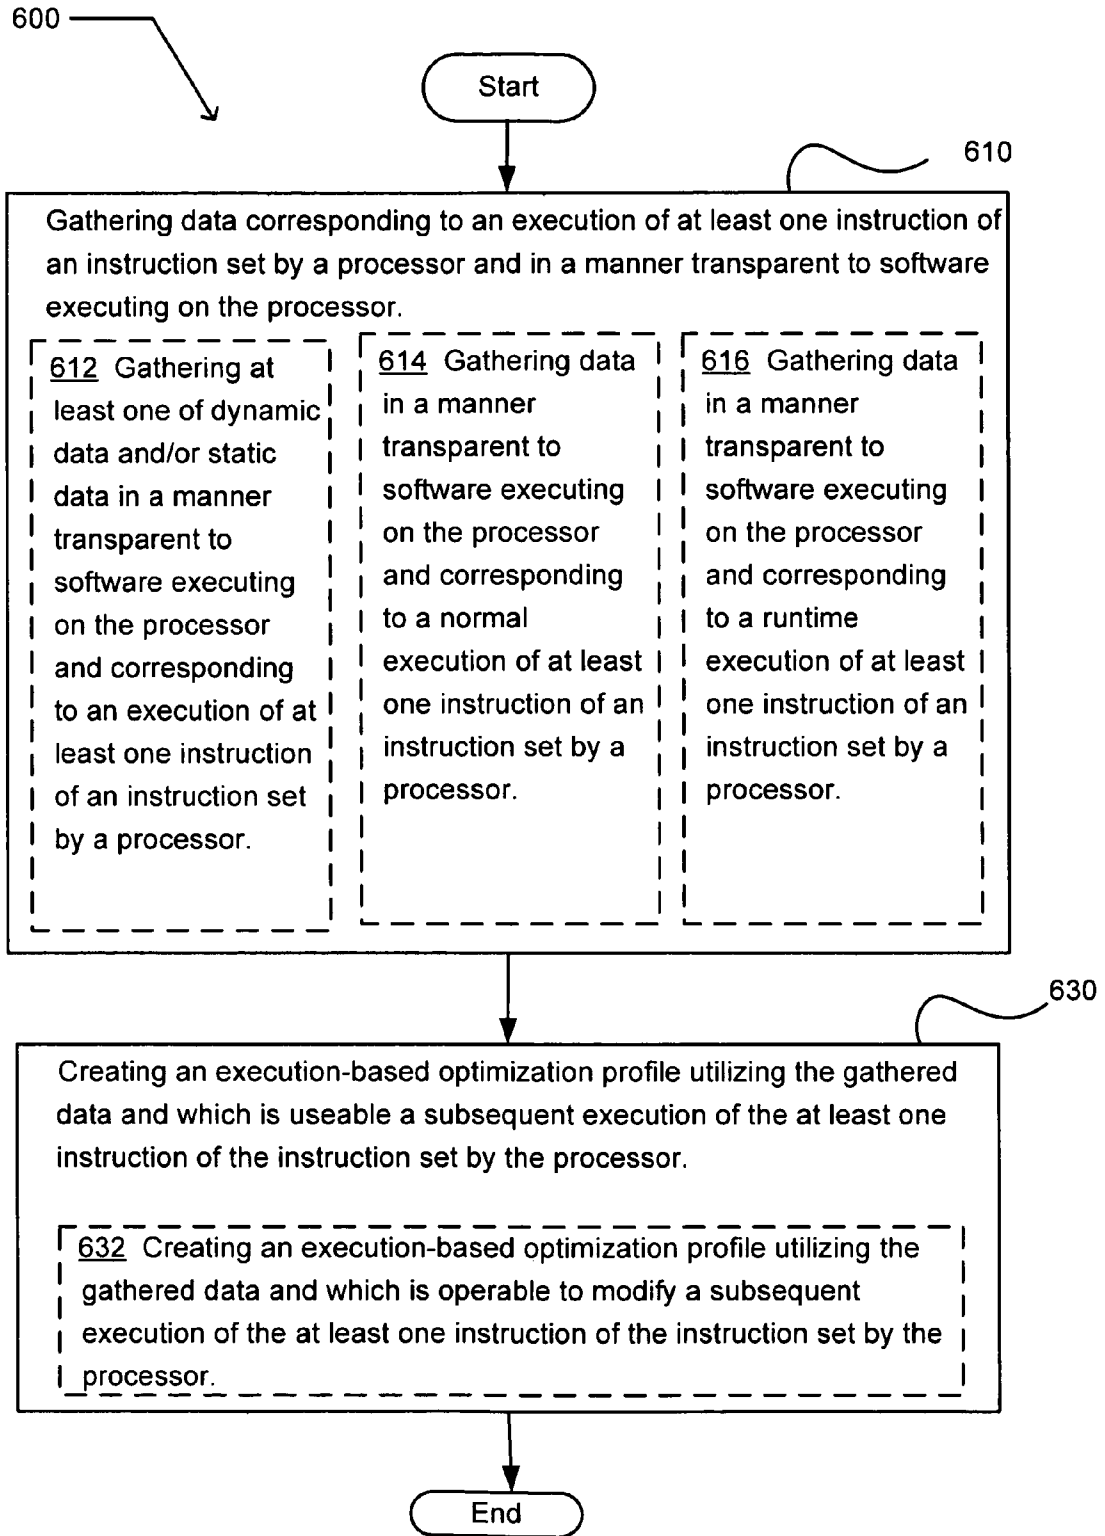 600
Start
610
Gathering data corresponding to an execution of at least one instruction of
an instruction set by a processor and in a manner transparent to software
executing on the processor.
612 Gathering at
least one of dynamic
data and/or static
data in a manner
transparent to
software executing
on the processor
and corresponding
to an execution of at
least one instruction
of an instruction set
by a processor.
614 Gathering data
in a manner
transparent to
software executing
on the processor
and corresponding
to a normal
execution of at least
one instruction of an
instruction set by a
processor.
616 Gathering data
in a manner
transparent to
software executing
on the processor
and corresponding
to a runtime
execution of at least
one instruction of an
instruction set by a
processor.
630
Creating an execution-based optimization profile utilizing the gathered
data and which is useable a subsequent execution of the at least one
instruction of the instruction set by the processor.
632 Creating an execution-based optimization profile utilizing the
gathered data and which is operable to modify a subsequent
execution of the at least one instruction of the instruction set by the
processor.
End